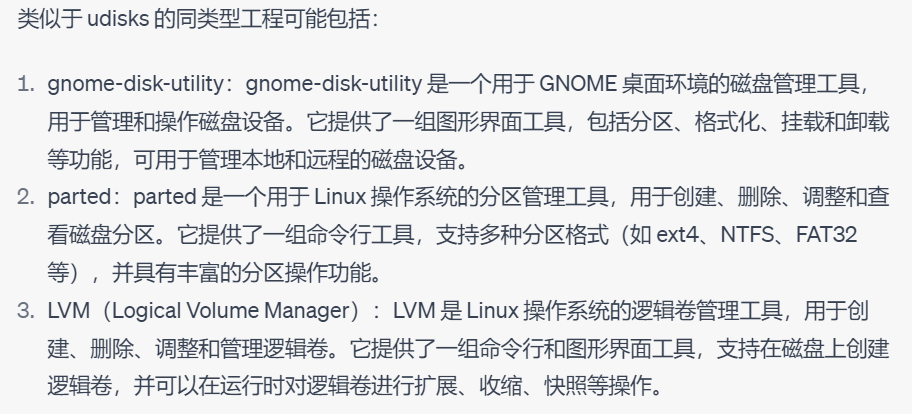 类似于 udisks 的同类型工程可能包括：
1. gnome-disk-utility：gnome-disk-utility 是一个用于 GNOME 桌面环境的磁盘管理工具，
用于管理和操作磁盘设备。它提供了一组图形界面工具，包括分区、格式化、挂载和卸载
等功能，可用于管理本地和远程的磁盘设备。
2. parted：parted 是一个用于 Linux 操作系统的分区管理工具，用于创建、删除、调整和查
看磁盘分区。它提供了一组命令行工具，支持多种分区格式（如 ext4、NTFS、FAT32
等），并具有丰富的分区操作功能。
3. LVM（Logical Volume Manager）：LVM 是 Linux 操作系统的逻辑卷管理工具，用于创
建、删除、调整和管理逻辑卷。它提供了一组命令行和图形界面工具，支持在磁盘上创建
逻辑卷，并可以在运行时对逻辑卷进行扩展、收缩、快照等操作。